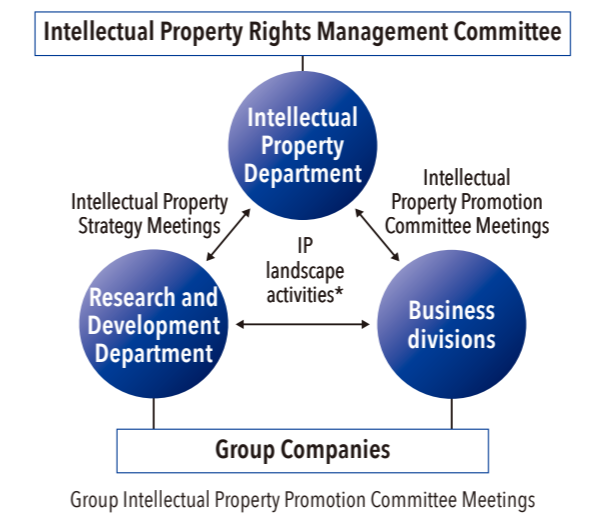 Intellectual Property Rights Management Committee
Intellectual
Property
Department
Intellectual Property
Strategy Meetings
Intellectual
Property Promotion
Committee Meetings
IP
landscape
activities*
Research and
Development
Department
Business
divisions
Group Companies
Group Intellectual Property Promotion Committee Meetings